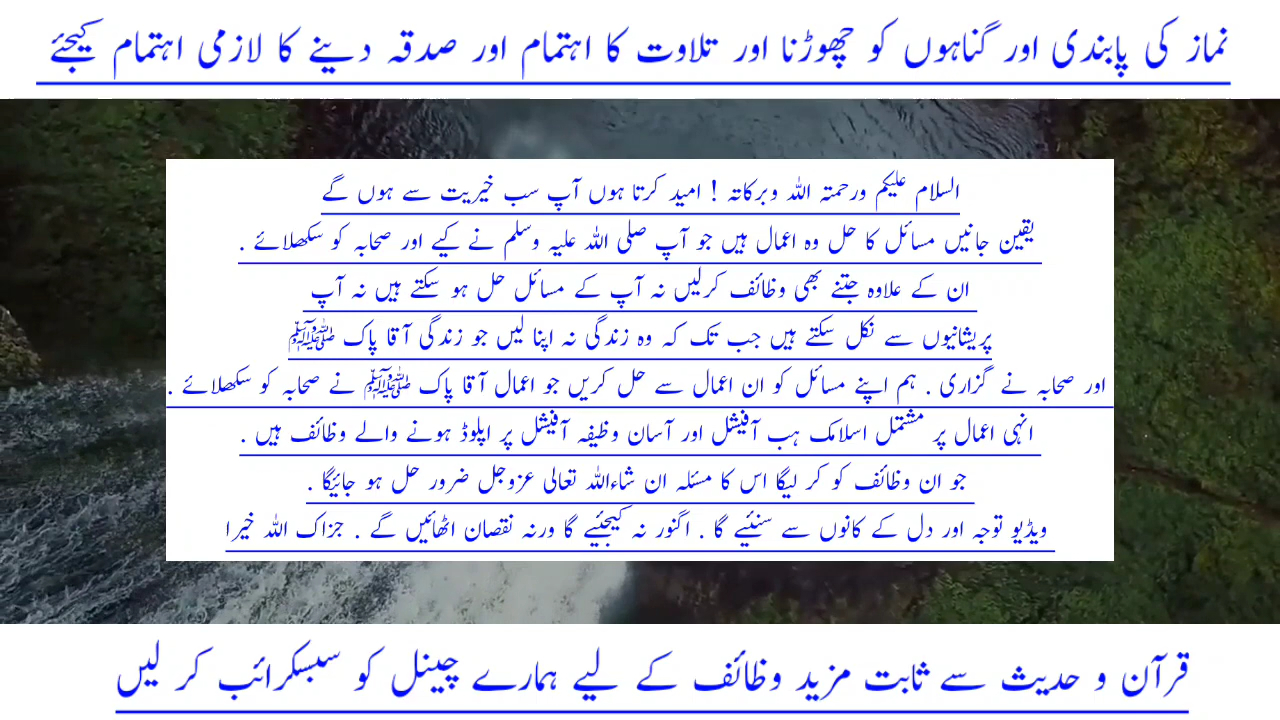 نماز کی پابندی اور گناہوں کو چھوڑنا اور تلاوت کا اہتمام اور صدقہ دینے کا لازمی اہتمام کیجئے
السلام علیکم ورحمتہ اللہ وبرکاتہ ! امید کرتا ہوں آپ سب خیریت سے ہوں گے
یقین جانیں مسائل کا حل وہ اعمال ہیں جو آپ صلی اللہ علیہ وسلم نے کیے اور صحابہ کو سکھلائے .
ان کے علاوہ جتنے بھی وظائف کرلیں نہ آپ کے مسائل حل ہو سکتے ہیں نہ آپ
پریشانیوں سے نکل سکتے ہیں جب تک کہ وہ زندگی نہ اپنا لیں جو زندگی آقا پاک ﷺ
اور صحابہ نے گزاری . ہم اپنے مسائل کو ان اعمال سے حل کریں جو اعمال آقا پاک ﷺ نے صحابہ کو سکھلائے .
انہی اعمال پر مشتمل اسلامک ہب آفیشل اور آسان وظیفہ آفیشل پر اپلوڈ ہونے والے وظائف ہیں .
جو ان وظائف کو کر لیگا اس کا مسئلہ ان شاءاللہ تعالی عزوجل ضرور حل ہو جائیگا .
ویڈیو توجہ اور دل کے کانوں سے سنئیے گا . اگنور نہ کیجئیے گا ورنہ نقصان اٹھائیں گے . جزاک اللہ خیرا
قرآن و حدیث سے ثابت مزید وظائف کے لیے ہمارے چینل کو سبسکرائب کر لیں